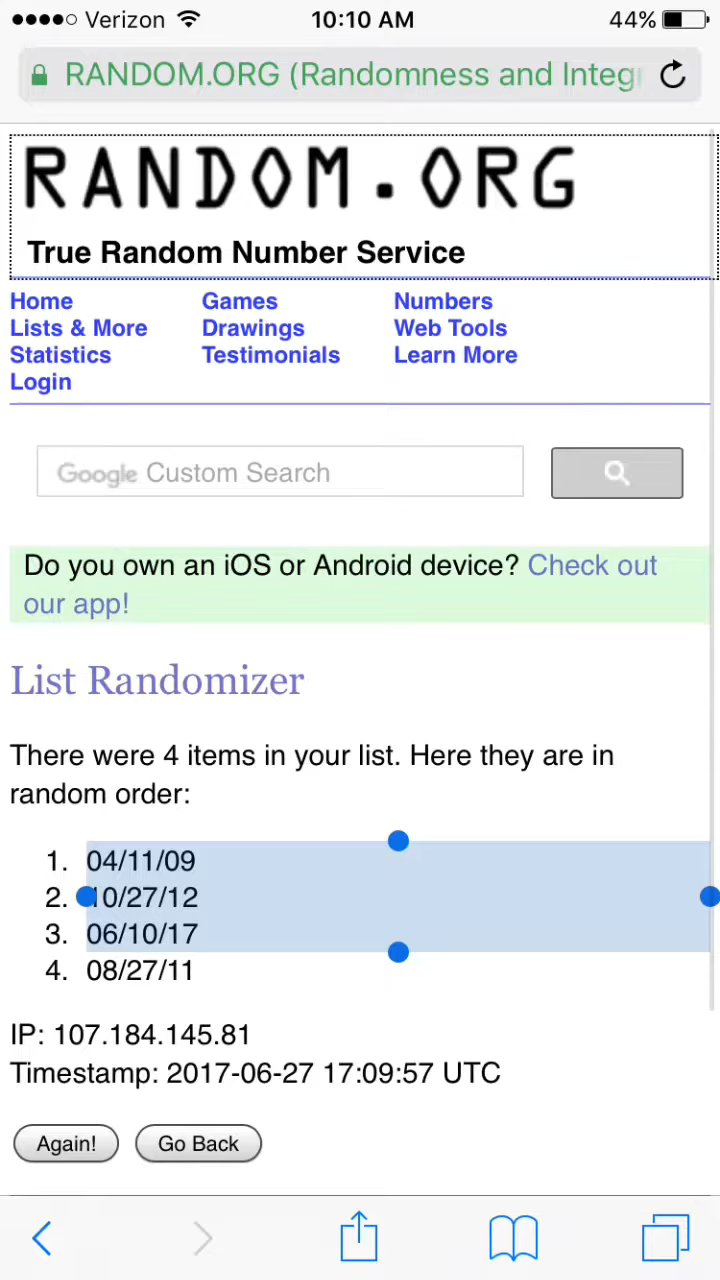 Verizon 10:10 AM 44%
RANDOM.ORG (Randomness and Integ
RANDOM.ORG
True Random Number Service
Home Games Numbers
Lists & More Drawings Web Tools
Statistics Testimonials Learn More
Login
Google Custom Search
Do you own an iOS or Android device? Check out
our app!
List Randomizer
There were 4 items in your list. Here they are in
random order:
1. 04/11/09
2. 10/27/12
3. 06/10/17
4. 08/27/11
IP: 107.184.145.81
Timestamp: 2017-06-27 17:09:57 UTC
Again! Go Back